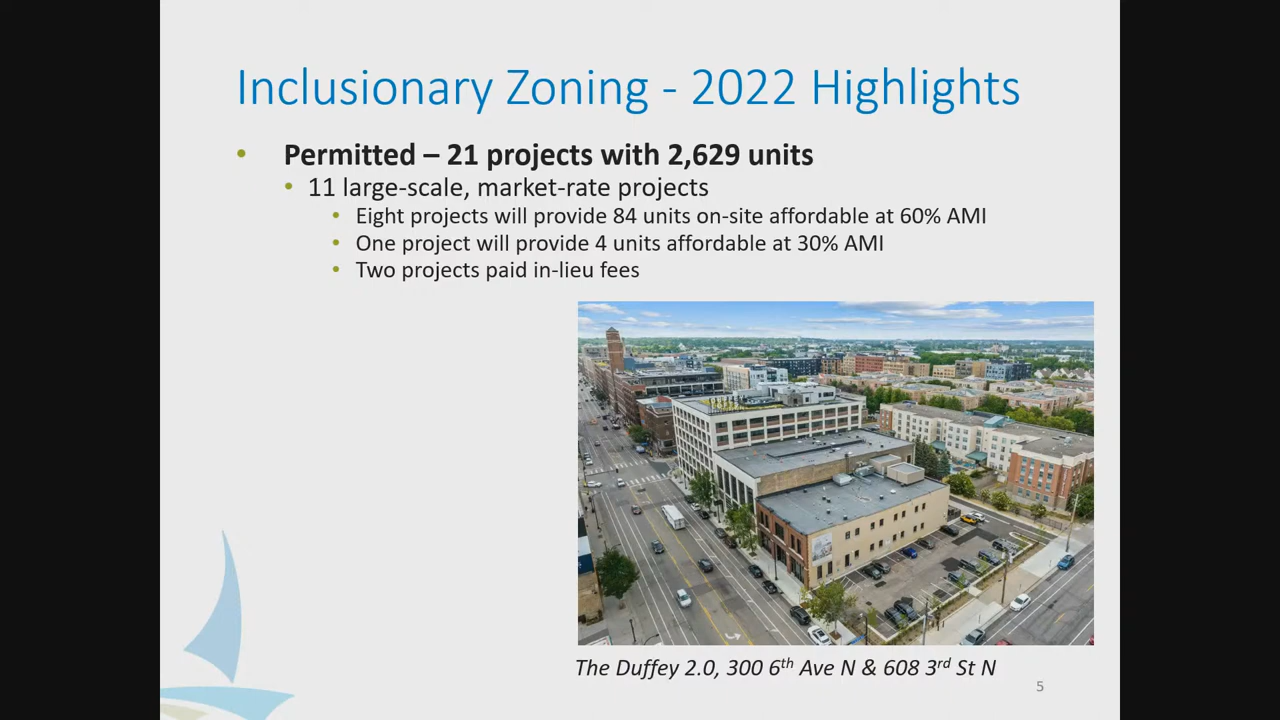 Inclusionary Zoning - 2022 Highlights
• Permitted – 21 projects with 2,629 units
• 11 large-scale, market-rate projects
• Eight projects will provide 84 units on-site affordable at 60% AMI
• One project will provide 4 units affordable at 30% AMI
• Two projects paid in-lieu fees
The Duffey 2.0, 300 6th Ave N & 608 3rd St N
5